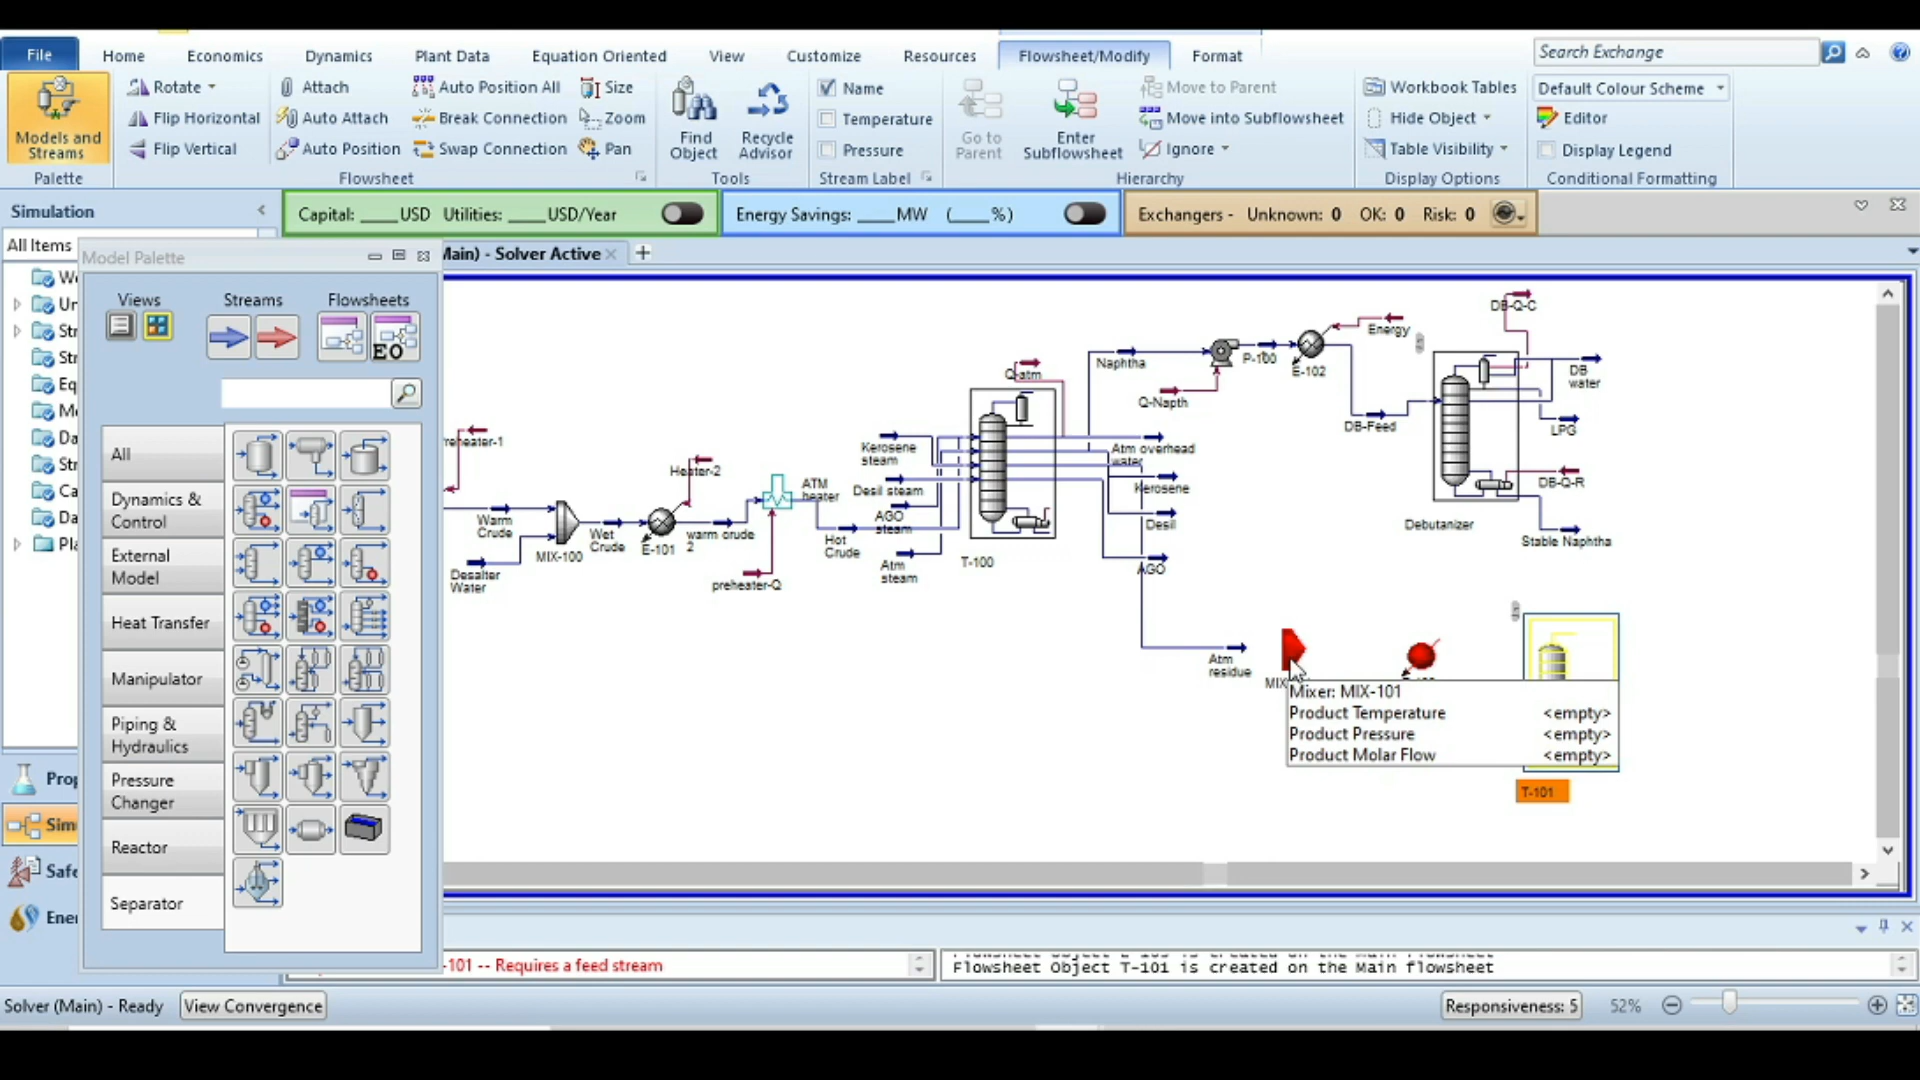 File Home Economics Dynamics Plant Data Equation Oriented View Customize Resources Flowsheet/Modify Format Search Exchange
Models and Streams
Palette
Rotate
Flip Horizontal
Flip Vertical
Attach
Auto Attach
Auto Position
Auto Position All
Break Connection
Swap Connection
Size
Zoom
Pan
Flowsheet
Find Object
Recycle Advisor
Tools
Name
Temperature
Pressure
Stream Label
Go to Parent
Enter Subflowsheet
Move to Parent
Move into Subflowsheet
Ignore
Hierarchy
Workbook Tables
Hide Object
Table Visibility
Display Options
Default Colour Scheme
Editor
Display Legend
Conditional Formatting
Simulation
All Items
Capital: ____USD Utilities: ____USD/Year
Energy Savings: ____MW (____%)
Exchangers - Unknown: 0 OK: 0 Risk: 0
Main) - Solver Active
Model Palette
Views Streams Flowsheets
EO
All
Dynamics & Control
External Model
Heat Transfer
Manipulator
Piping & Hydraulics
Pressure Changer
Reactor
Separator
Warm Crude
Desalter Water
MIX-100
Wet Crude
E-101
Heater-2
warm crude 2
preheater-Q
ATM heater
Hot Crude
Kerosene steam
Desil steam
AGO steam
Atm steam
Q-atm
T-100
Naphtha
Q-Napth
P-100
E-102
Energy
DB-Feed
Atm overhead water
Kerosene
Desil
AGO
Atm residue
DB-Q-C
DB water
LPG
DB-Q-R
Debutanizer
Stable Naphtha
Mixer: MIX-101
Product Temperature <empty>
Product Pressure <empty>
Product Molar Flow <empty>
T-101
-101 -- Requires a feed stream
Flowsheet Object T-101 is created on the Main flowsheet
Solver (Main) - Ready View Convergence Responsiveness: 5 52%